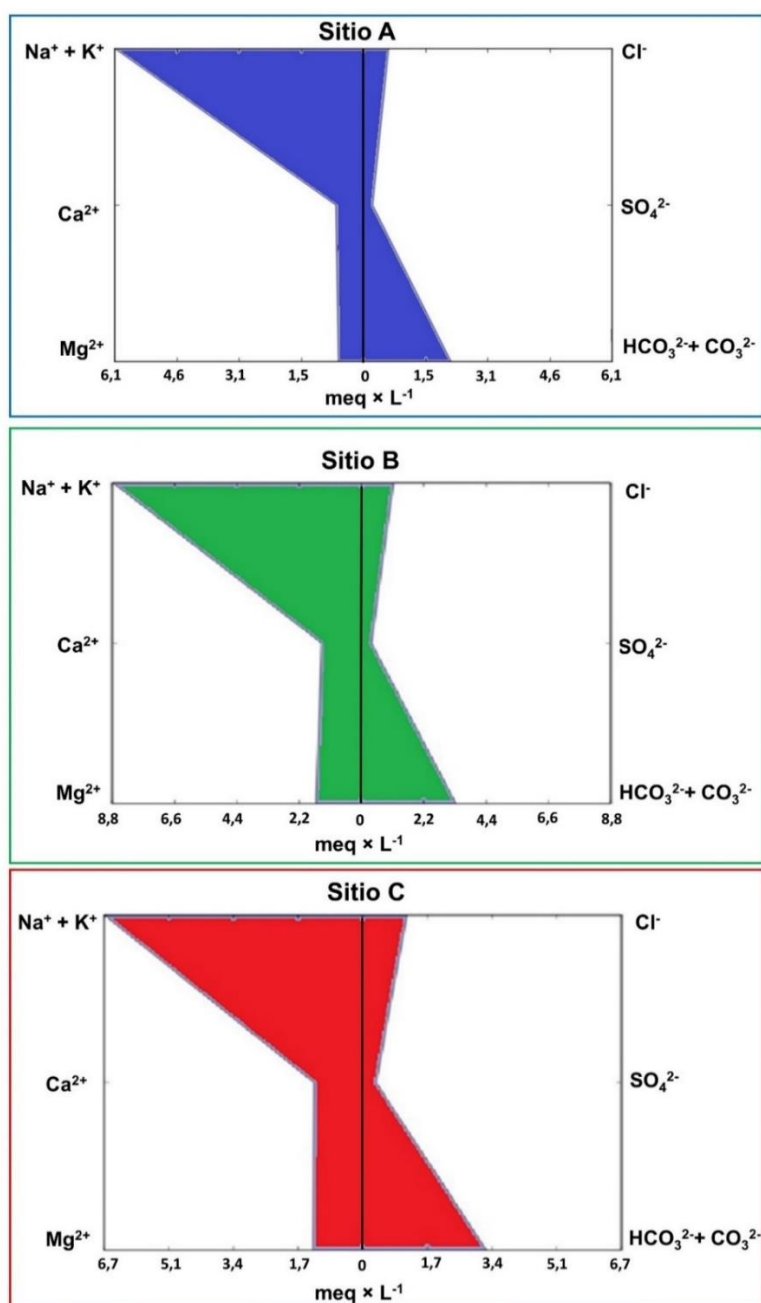 Sitio A
Na⁺ + K⁺ Cl⁻
Ca²⁺ SO₄²⁻
Mg²⁺ HCO₃²⁻+ CO₃²⁻
6,1 4,6 3,1 1,5 0 1,5 3,1 4,6 6,1
meq × L⁻¹
Sitio B
Na⁺ + K⁺ Cl⁻
Ca²⁺ SO₄²⁻
Mg²⁺ HCO₃²⁻+ CO₃²⁻
8,8 6,6 4,4 2,2 0 2,2 4,4 6,6 8,8
meq × L⁻¹
Sitio C
Na⁺ + K⁺ Cl⁻
Ca²⁺ SO₄²⁻
Mg²⁺ HCO₃²⁻+ CO₃²⁻
6,7 5,1 3,4 1,7 0 1,7 3,4 5,1 6,7
meq × L⁻¹